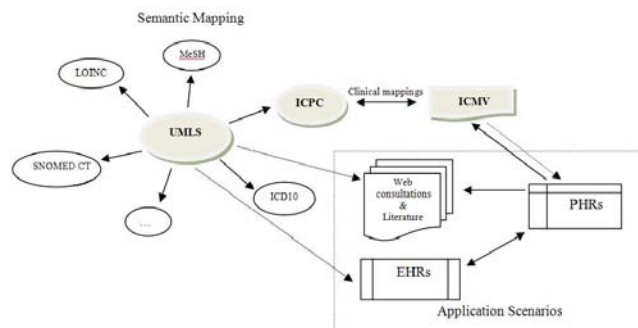 Semantic Mapping
MeSH
LOINC
ICPC
Clinical mappings
ICMV
UMLS
SNOMED CT
ICD10
...
Web
consultations
&
Literature
PHRs
EHRs
Application Scenarios